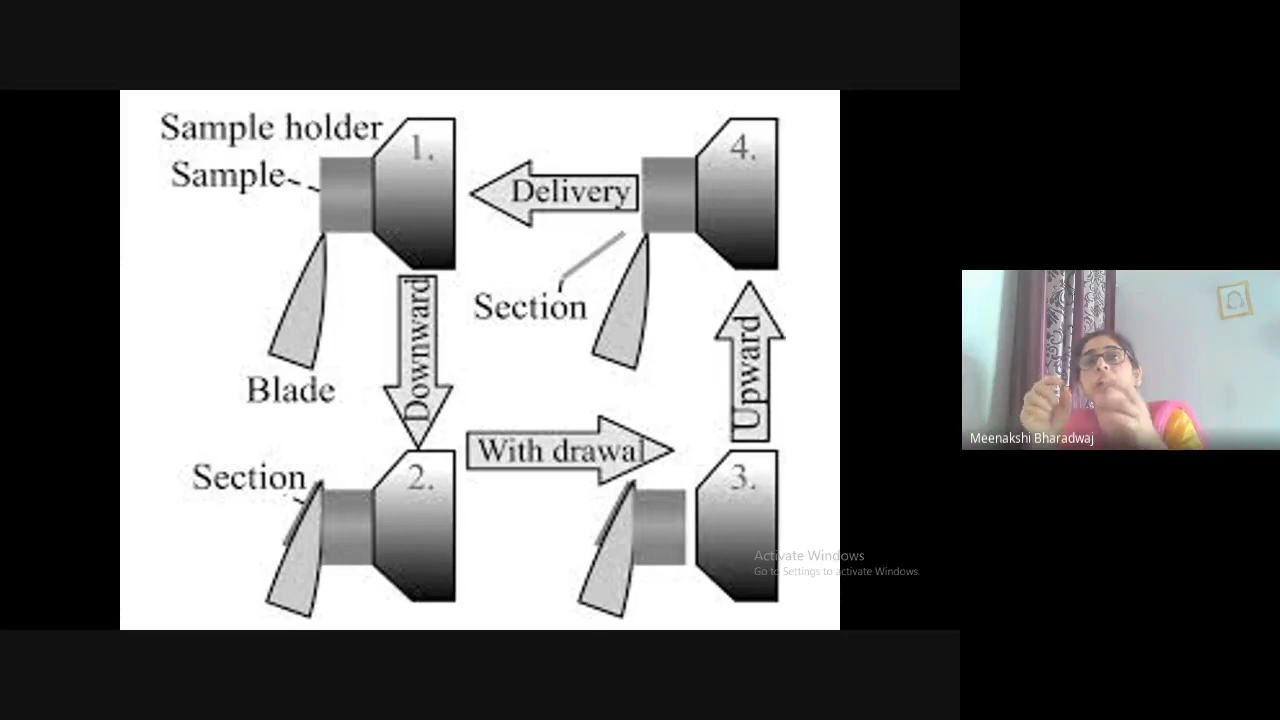 Sample holder
1.
4.
Sample
Delivery
Section
Downward
Upward
Blade
With drawal
Section
2.
3.
Meenakshi Bharadwaj
Activate Windows
Go to Settings to activate Windows.